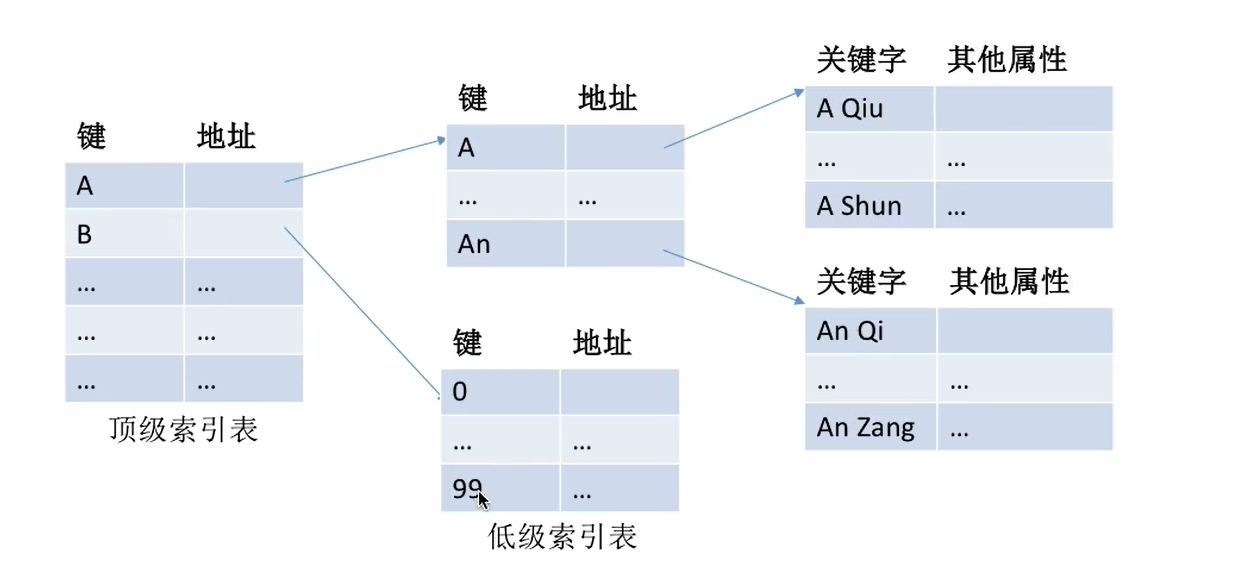 键 地址
A
B
... ...
... ...
... ...
顶级索引表
键 地址
A
... ...
An
键 地址
0
... ...
99 ...
低级索引表
关键字 其他属性
A Qiu
... ...
A Shun ...
关键字 其他属性
An Qi
... ...
An Zang ...